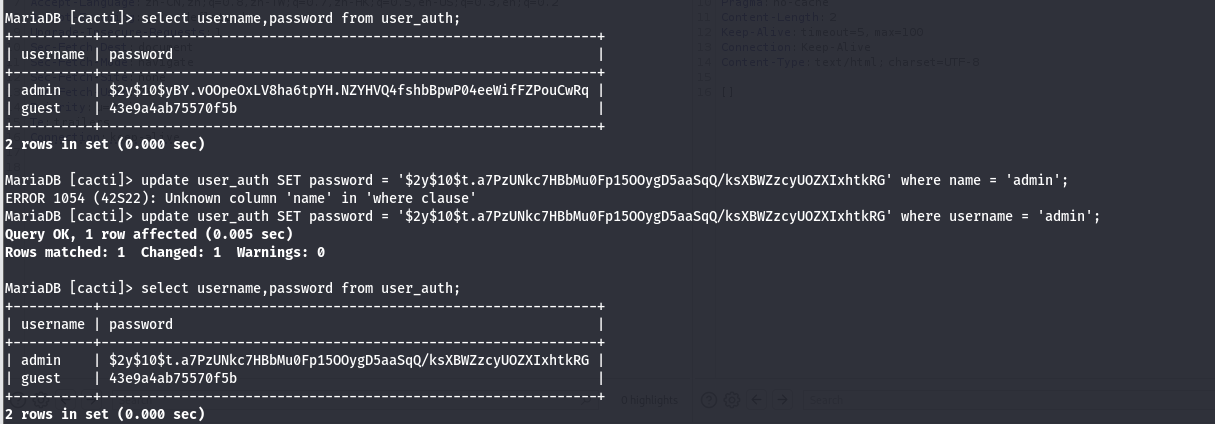 MariaDB [cacti]> select username,password from user_auth;
+----------+--------------------------------------------------------------+
| username | password                                                     |
+----------+--------------------------------------------------------------+
| admin    | $2y$10$yBY.vOOpeOxLV8ha6tpYH.NZYHVQ4fshbBpwP04eeWifFZPouCwRq |
| guest    | 43e9a4ab75570f5b                                             |
+----------+--------------------------------------------------------------+
2 rows in set (0.000 sec)
MariaDB [cacti]> update user_auth SET password = '$2y$10$t.a7PzUNkc7HBbMu0Fp15OOygD5aaSqQ/ksXBWZzcyUOZXIxhtkRG' where name = 'admin';
ERROR 1054 (42S22): Unknown column 'name' in 'where clause'
MariaDB [cacti]> update user_auth SET password = '$2y$10$t.a7PzUNkc7HBbMu0Fp15OOygD5aaSqQ/ksXBWZzcyUOZXIxhtkRG' where username = 'admin';
Query OK, 1 row affected (0.005 sec)
Rows matched: 1  Changed: 1  Warnings: 0
MariaDB [cacti]> select username,password from user_auth;
+----------+--------------------------------------------------------------+
| username | password                                                     |
+----------+--------------------------------------------------------------+
| admin    | $2y$10$t.a7PzUNkc7HBbMu0Fp15OOygD5aaSqQ/ksXBWZzcyUOZXIxhtkRG |
| guest    | 43e9a4ab75570f5b                                             |
+----------+--------------------------------------------------------------+
2 rows in set (0.000 sec)
Pragma: no-cache
Content-Length: 2
Keep-Alive: timeout=5, max=100
Connection: Keep-Alive
Content-Type: text/html; charset=UTF-8
[[
0 highlights